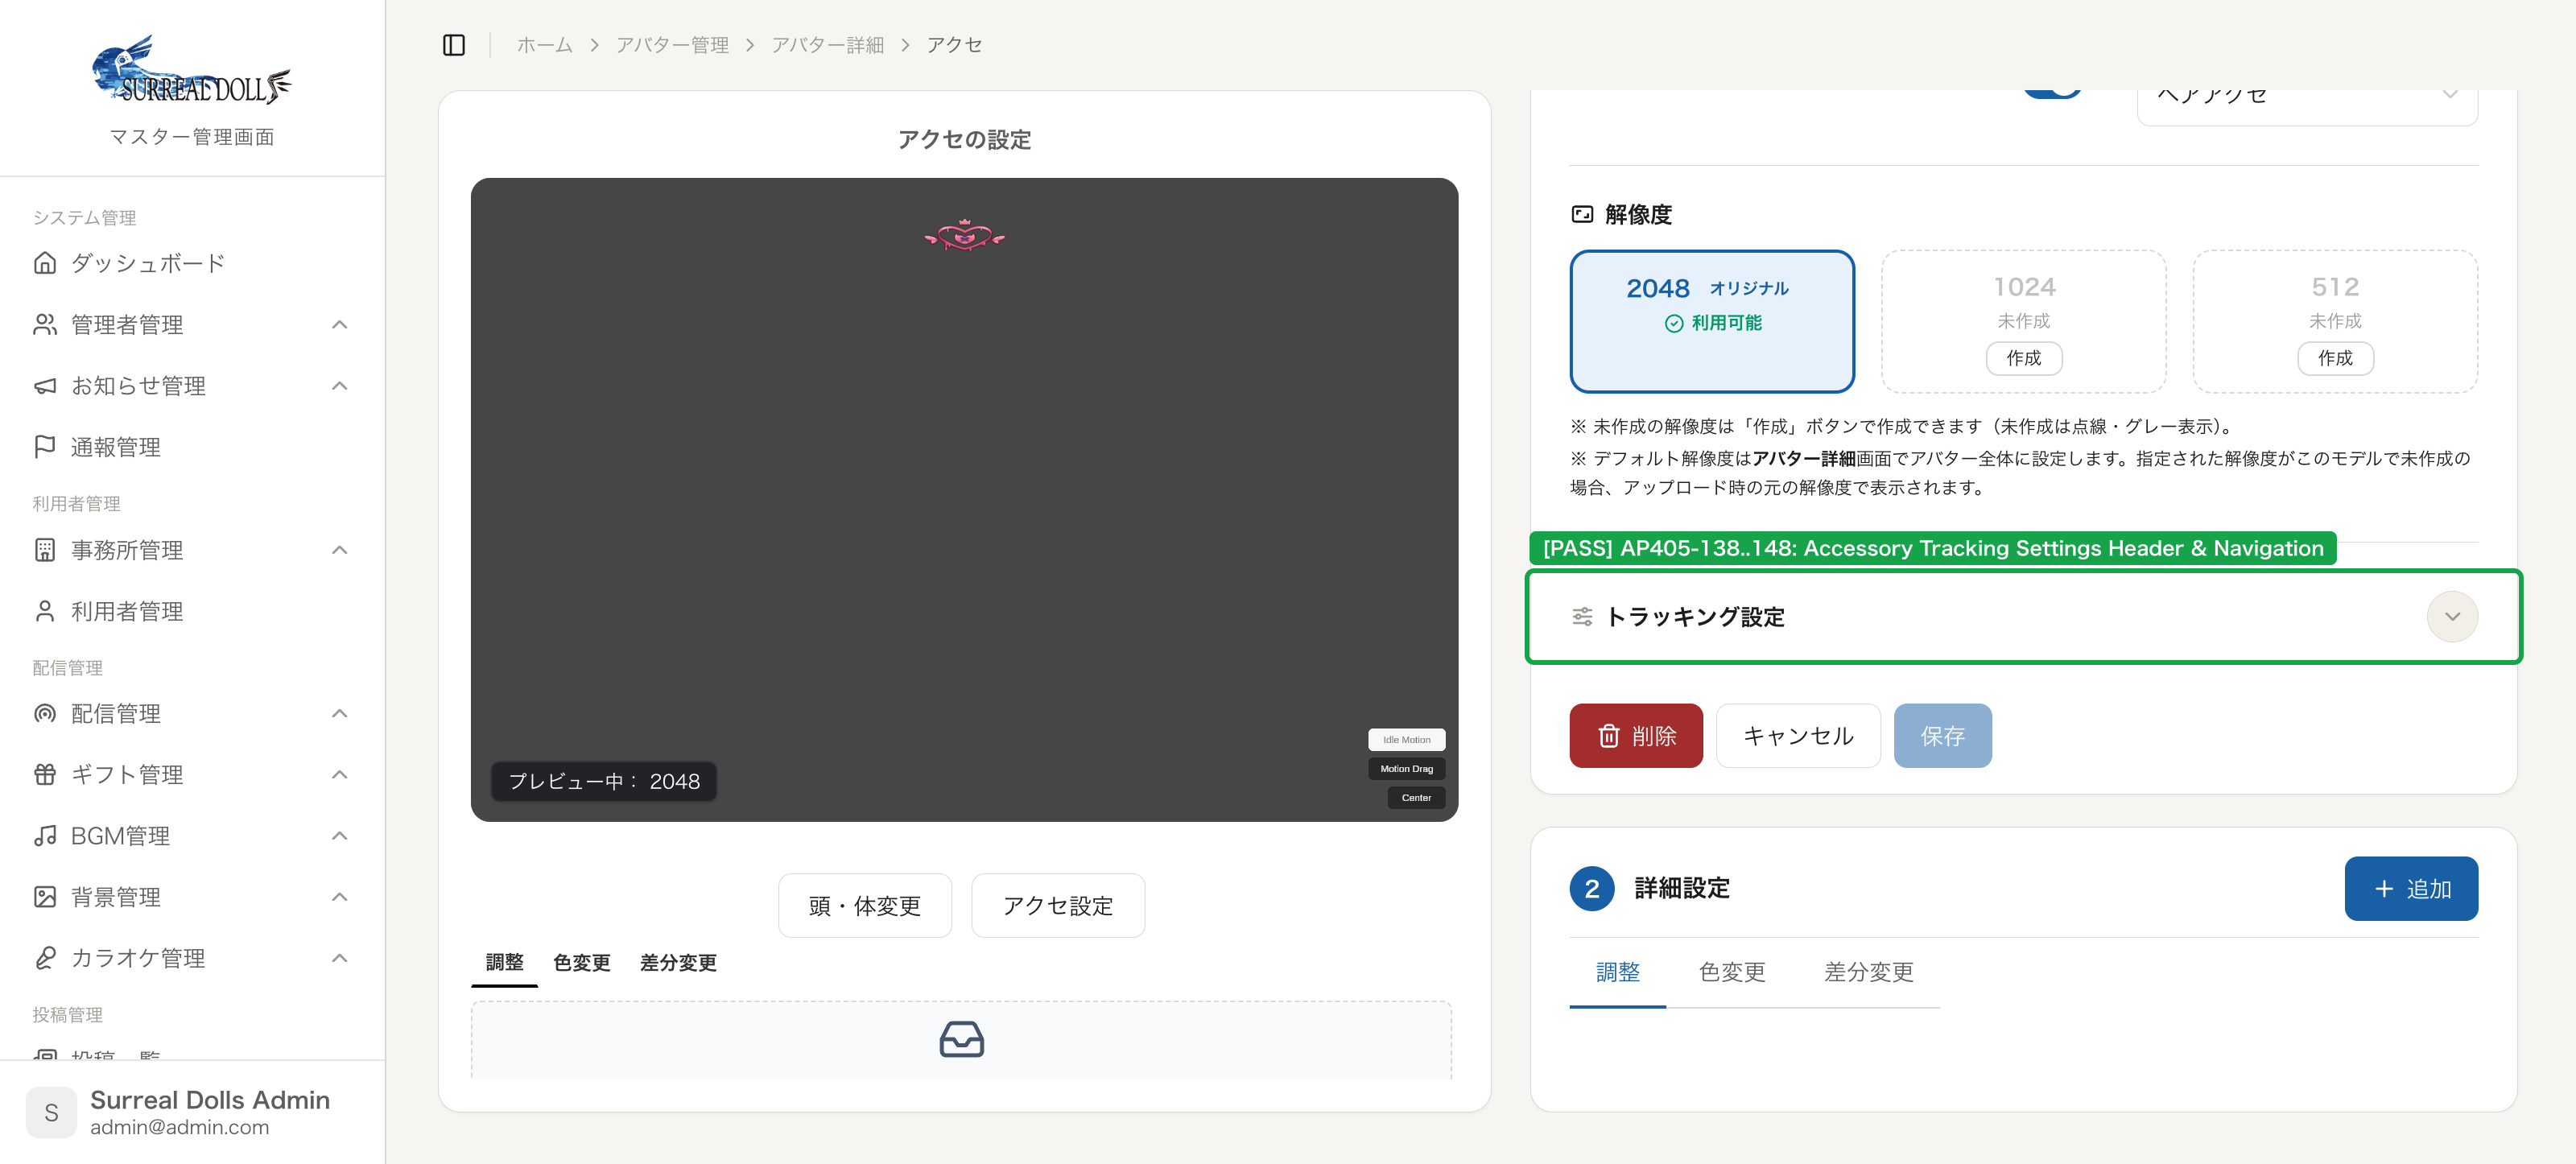 SURREAL DOLL
マスター管理画面
システム管理
ダッシュボード
管理者管理
お知らせ管理
通報管理
利用者管理
事務所管理
利用者管理
配信管理
配信管理
ギフト管理
BGM管理
背景管理
カラオケ管理
投稿管理
投稿一覧
S
Surreal Dolls Admin
admin@admin.com
ホーム > アバター管理 > アバター詳細 > アクセ
アクセの設定
プレビュー中： 2048
Idle Motion
Motion Drag
Center
頭・体変更
アクセ設定
調整
色変更
差分変更
ヘアアクセ
解像度
2048 オリジナル
利用可能
1024
未作成
作成
512
未作成
作成
※ 未作成の解像度は「作成」ボタンで作成できます（未作成は点線・グレー表示）。
※ デフォルト解像度はアバター詳細画面でアバター全体に設定します。指定された解像度がこのモデルで未作成の
場合、アップロード時の元の解像度で表示されます。
[PASS] AP405-138..148: Accessory Tracking Settings Header & Navigation
トラッキング設定
削除
キャンセル
保存
2 詳細設定
+ 追加
調整
色変更
差分変更